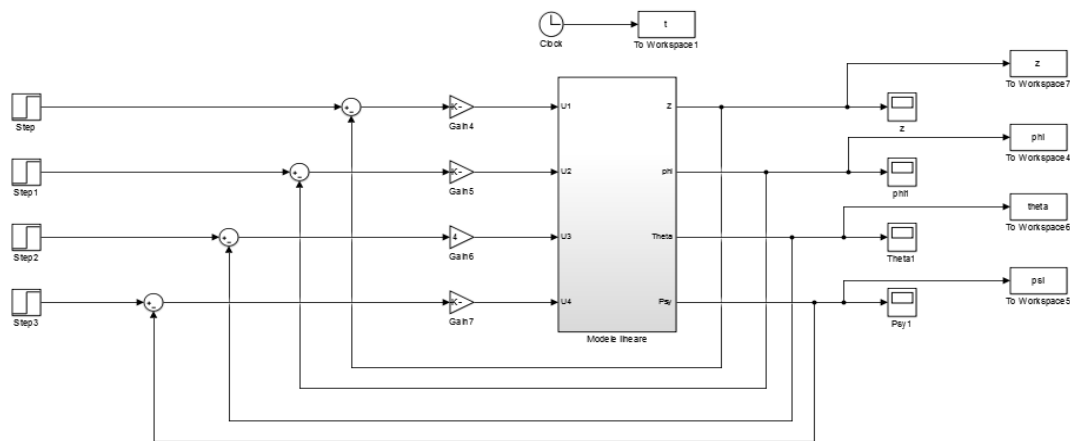 t
Clock
To Workspace1
z
To Workspace7
Step
+
-
K-
Gain4
U1
Z
z
phi
To Workspace4
Step1
+
-
K-
Gain5
U2
phi
phi1
theta
To Workspace6
Step2
+
-
4
Gain6
U3
Theta
Theta1
psi
To Workspace5
Step3
+
-
K-
Gain7
U4
Psy
Psy1
Modele lineare